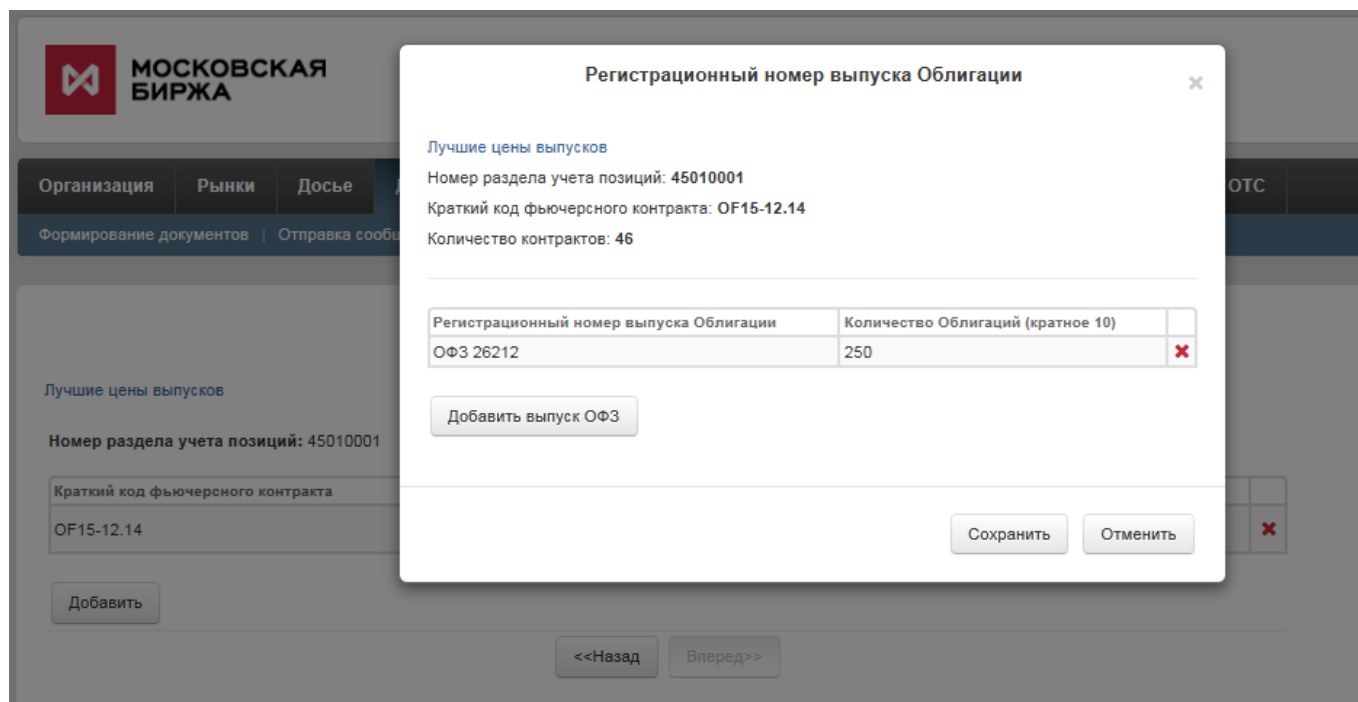 МОСКОВСКАЯ
БИРЖА
Регистрационный номер выпуска Облигации
Лучшие цены выпусков
Номер раздела учета позиций: 45010001
Краткий код фьючерсного контракта: OF15-12.14
Количество контрактов: 46
Регистрационный номер выпуска Облигации Количество Облигаций (кратное 10)
ОФЗ 26212 250
Добавить выпуск ОФЗ
Сохранить Отменить
Организация Рынки Досье ОТС
Формирование документов | Отправка
Лучшие цены выпусков
Номер раздела учета позиций: 45010001
Краткий код фьючерсного контракта
OF15-12.14
Добавить
<<Назад Вперед>>